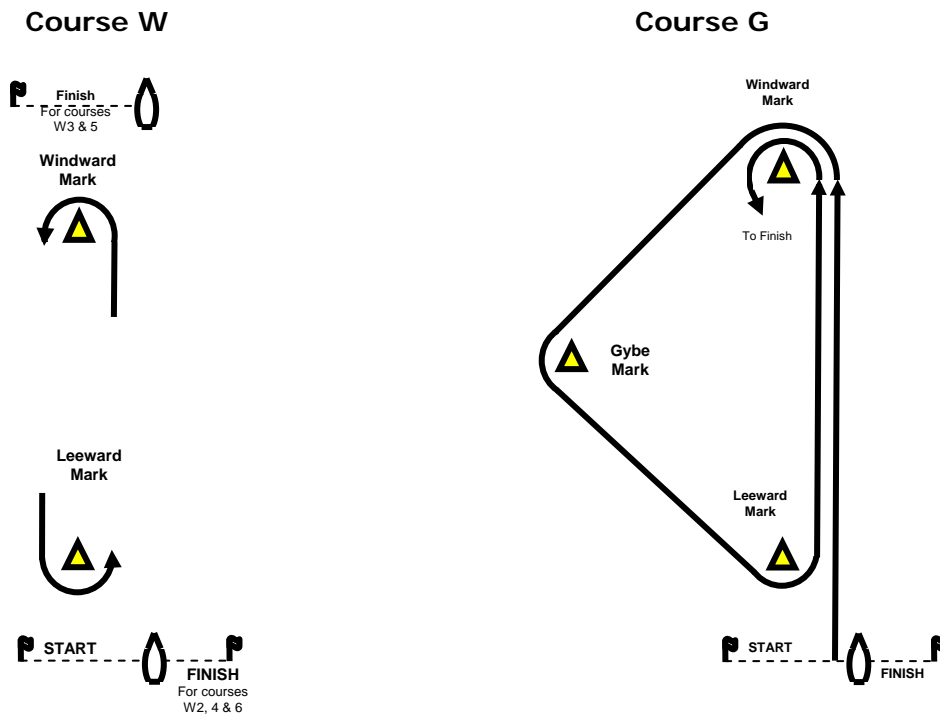 Course W
Finish
For courses
W3 & 5
Windward
Mark
Leeward
Mark
START
FINISH
For courses
W2, 4 & 6
Course G
Windward
Mark
To Finish
Gybe
Mark
Leeward
Mark
START
FINISH